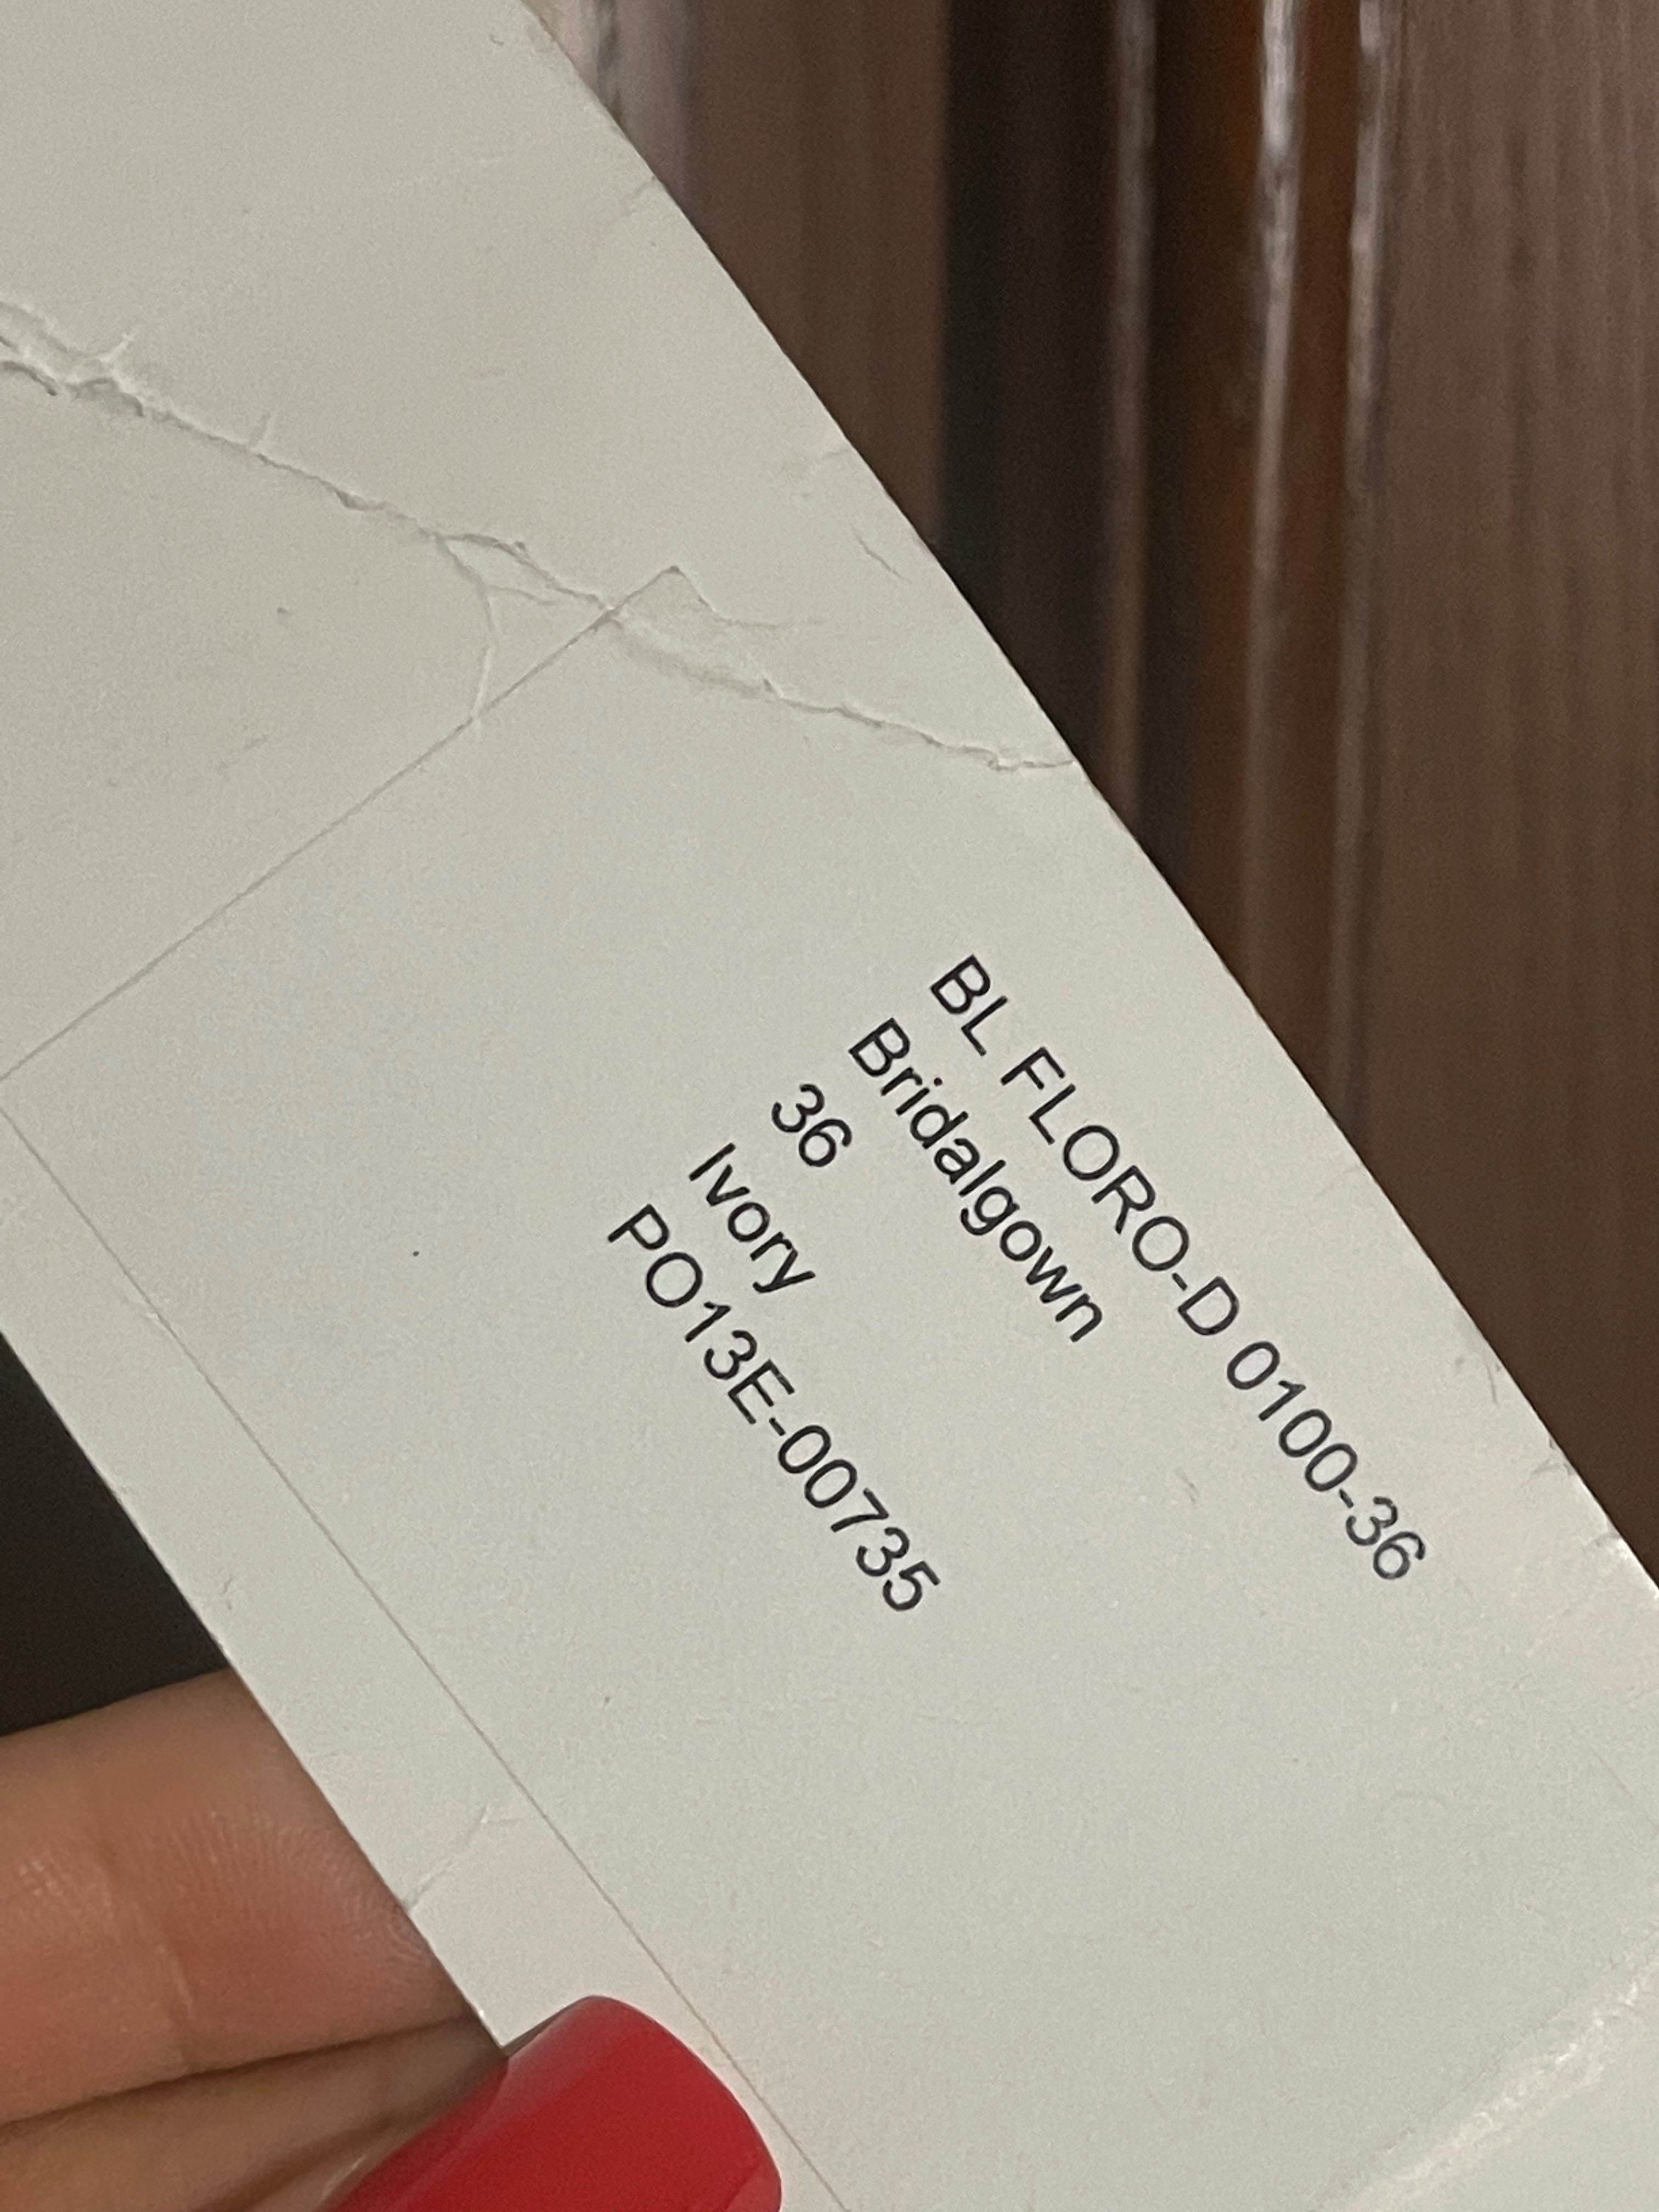 BL FLORO-D 0100-36
Bridalgown
36
Ivory
PO13E-00735